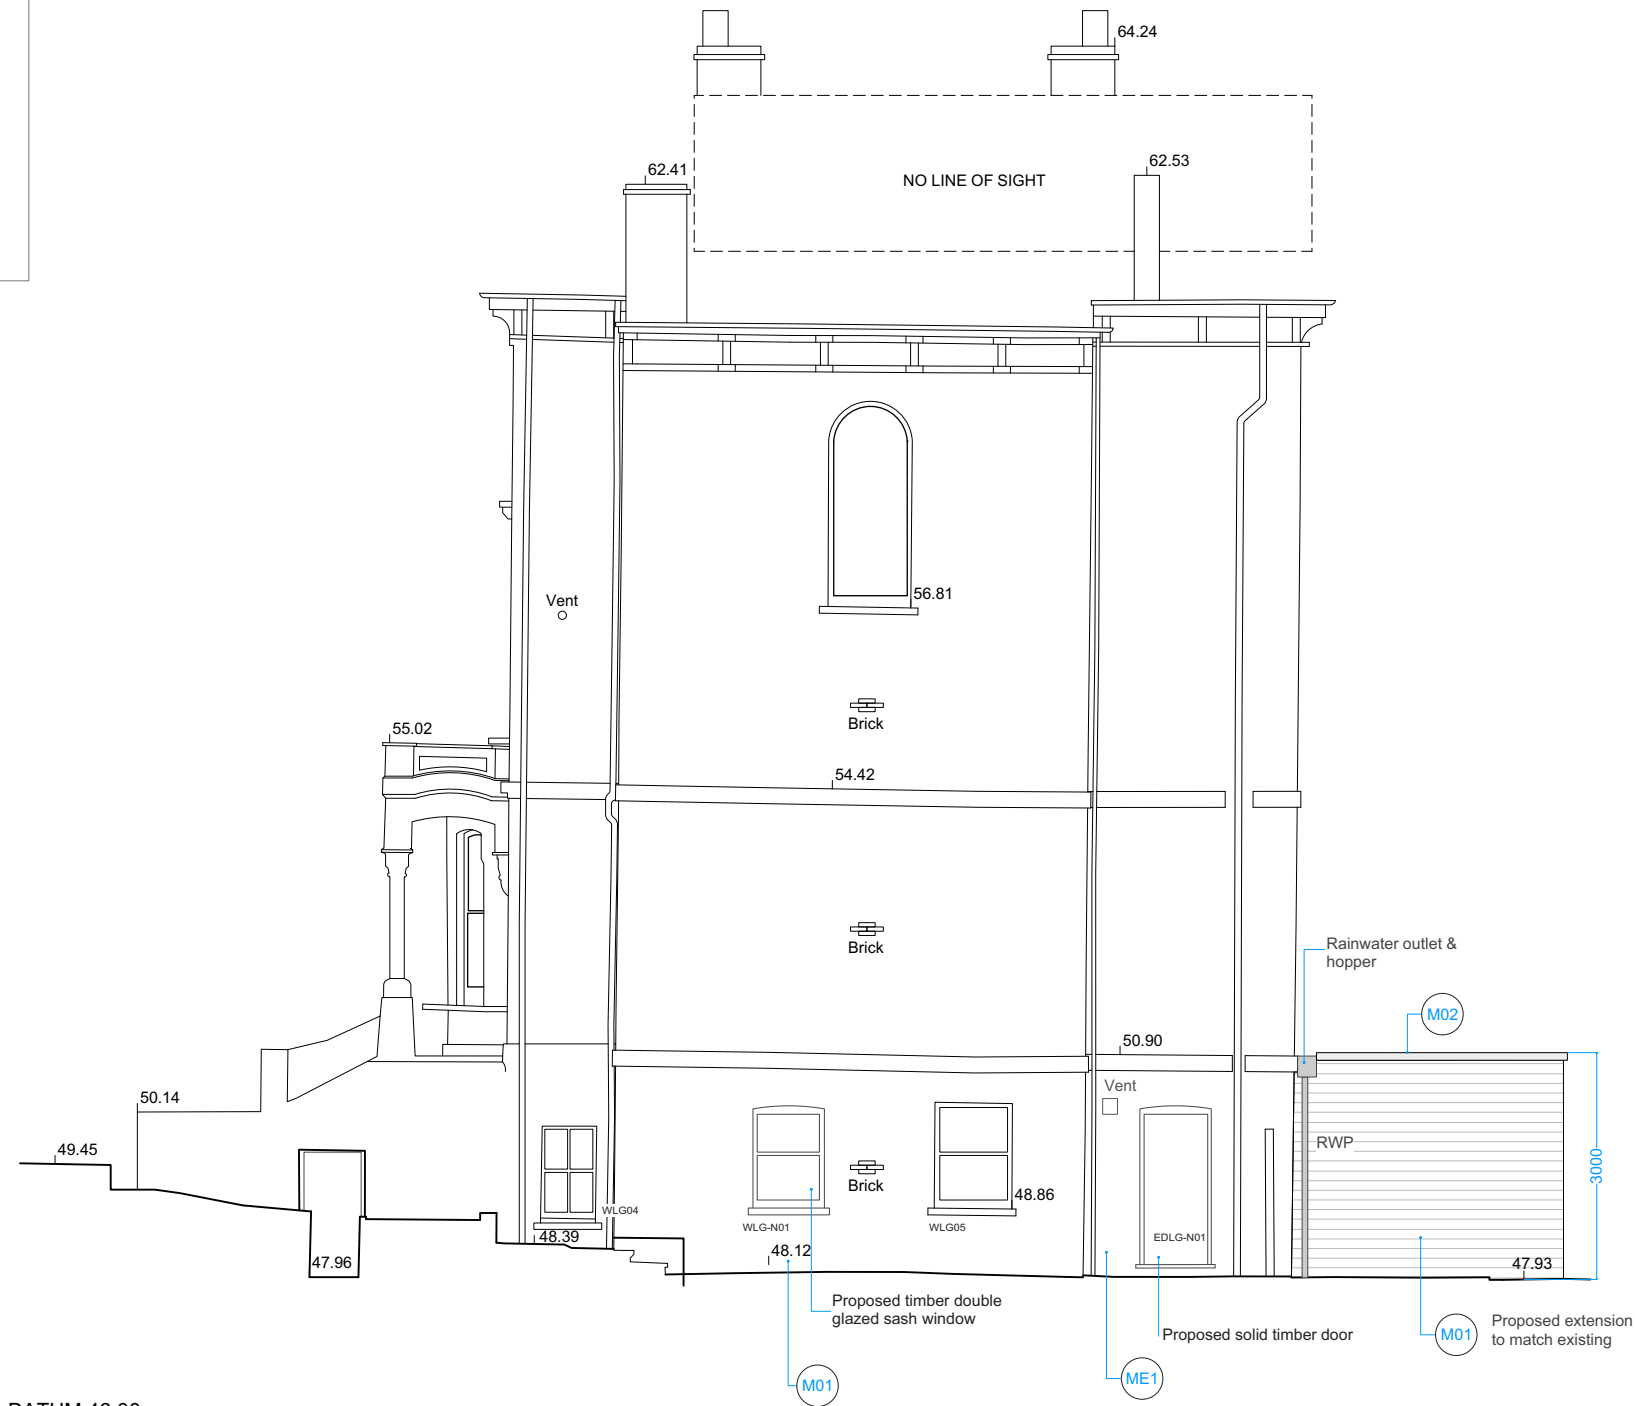 64.24
62.41
62.53
NO LINE OF SIGHT
56.81
Vent
Brick
55.02
54.42
Brick
Rainwater outlet &
hopper
M02
50.90
Vent
50.14
49.45
RWP
3000
Brick
48.86
WLG04
WLG-N01
WLG05
48.39
EDLG-N01
48.12
47.96
47.93
Proposed timber double
glazed sash window
Proposed solid timber door
M01
Proposed extension
to match existing
M01
ME1